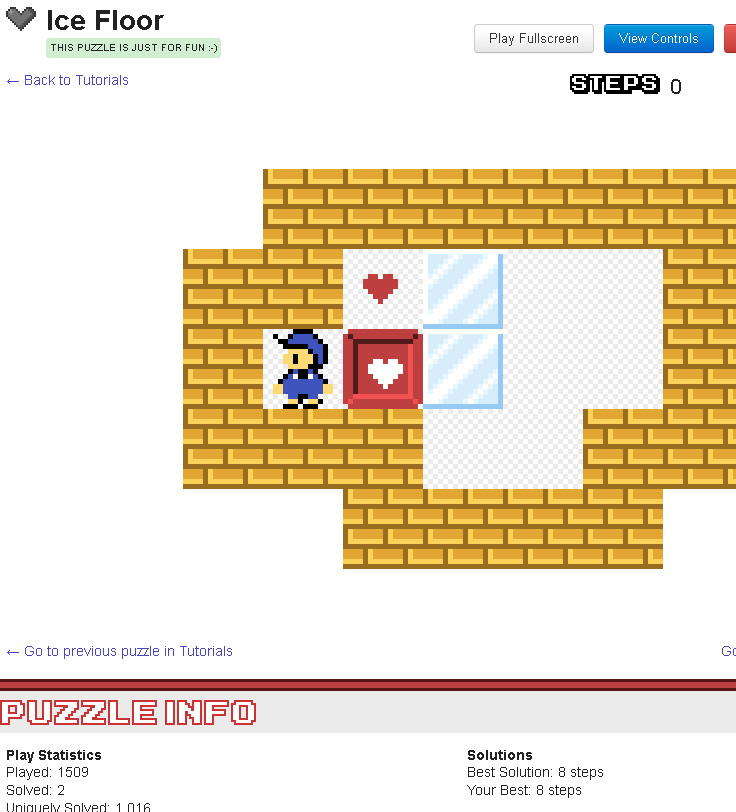 Ice Floor
THIS PUZZLE IS JUST FOR FUN :-)
Play Fullscreen
View Controls
← Back to Tutorials
STEPS 0
← Go to previous puzzle in Tutorials
Go
PUZZLE INFO
Play Statistics
Played: 1509
Solved: 2
Uniquely Solved: 1,016
Solutions
Best Solution: 8 steps
Your Best: 8 steps